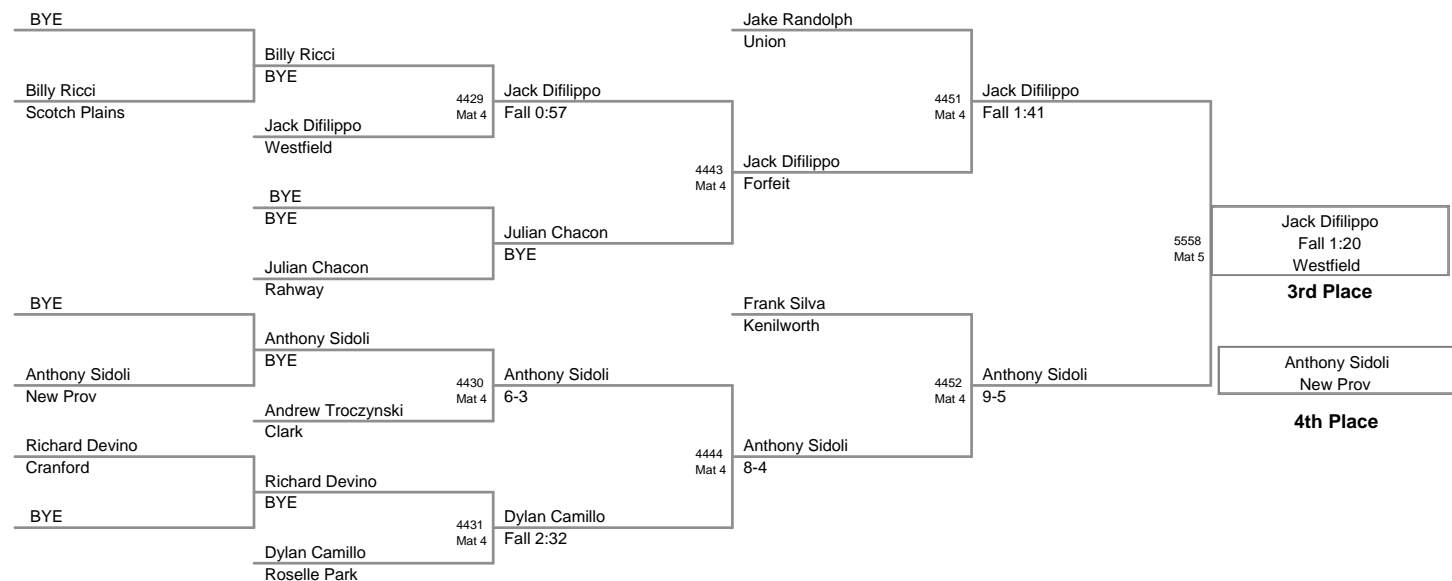 BYE
Billy Ricci
Scotch Plains
BYE
Anthony Sidoli
New Prov
Richard Devino
Cranford
BYE
Billy Ricci
BYE
4429
Mat 4
Jack Difilippo
Westfield
BYE
BYE
Julian Chacon
Rahway
Anthony Sidoli
BYE
4430
Mat 4
Andrew Troczynski
Clark
Richard Devino
BYE
4431
Mat 4
Dylan Camillo
Roselle Park
Jack Difilippo
Fall 0:57
4443
Mat 4
Julian Chacon
BYE
Anthony Sidoli
6-3
4444
Mat 4
Dylan Camillo
Fall 2:32
Jake Randolph
Union
4451
Mat 4
Jack Difilippo
Forfeit
Frank Silva
Kenilworth
4452
Mat 4
Anthony Sidoli
8-4
Jack Difilippo
Fall 1:41
5558
Mat 5
Anthony Sidoli
9-5
Jack Difilippo
Fall 1:20
Westfield
3rd Place
Anthony Sidoli
New Prov
4th Place